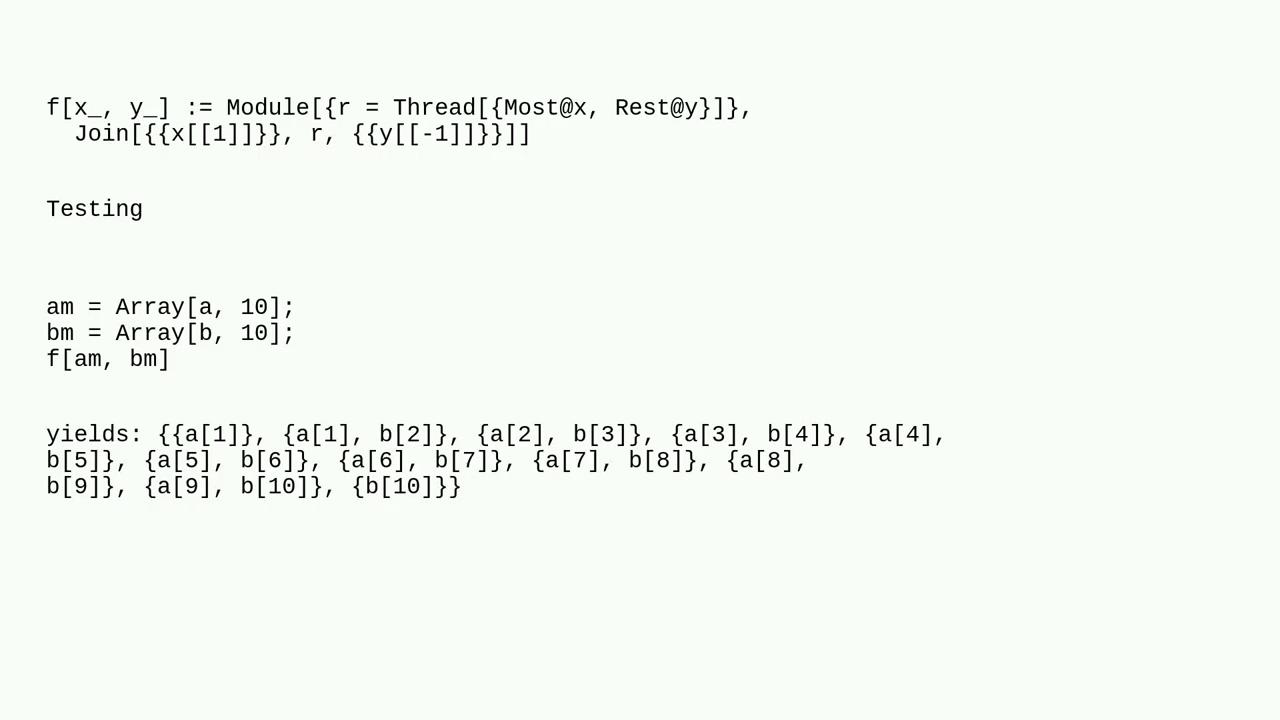 f[x_, y_] := Module[{r = Thread[{Most@x, Rest@y}]},
  Join[{{x[[1]]}}, r, {{y[[-1]]}}]]
Testing
am = Array[a, 10];
bm = Array[b, 10];
f[am, bm]
yields: {{a[1]}, {a[1], b[2]}, {a[2], b[3]}, {a[3], b[4]}, {a[4],
b[5]}, {a[5], b[6]}, {a[6], b[7]}, {a[7], b[8]}, {a[8],
b[9]}, {a[9], b[10]}, {b[10]}}